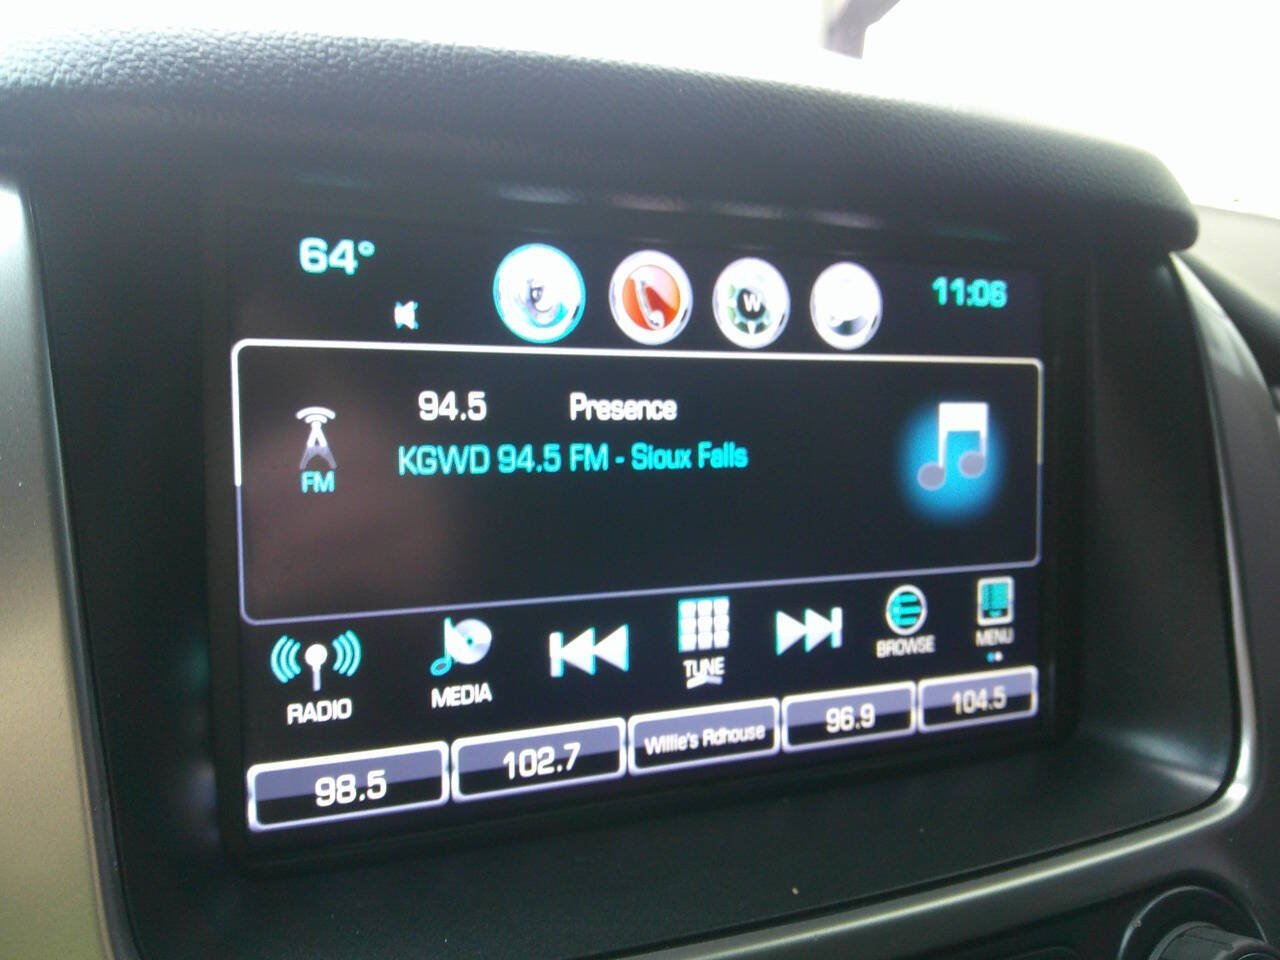 64°
W
11:06
94.5 Presence
FM
KGWD 94.5 FM - Sioux Falls
RADIO
MEDIA
TUNE
BROWSE
MENU
98.5
102.7
Willie's Rdhouse
96.9
104.5